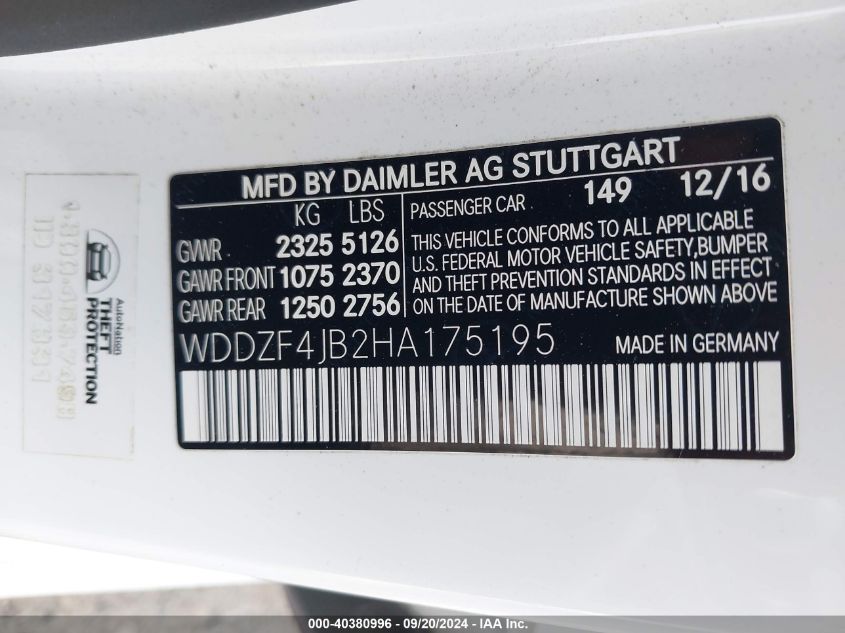 MFD BY DAIMLER AG STUTTGART
KG LBS
GVWR 2325 5126
GAWR FRONT 1075 2370
GAWR REAR 1250 2756
PASSENGER CAR 149 12/16
THIS VEHICLE CONFORMS TO ALL APPLICABLE
U.S. FEDERAL MOTOR VEHICLE SAFETY,BUMPER
AND THEFT PREVENTION STANDARDS IN EFFECT
ON THE DATE OF MANUFACTURE SHOWN ABOVE
WDDZF4JB2HA175195 MADE IN GERMANY
AutoNation
THEFT
PROTECTION
000-40380996 - 09/20/2024 - IAA Inc.